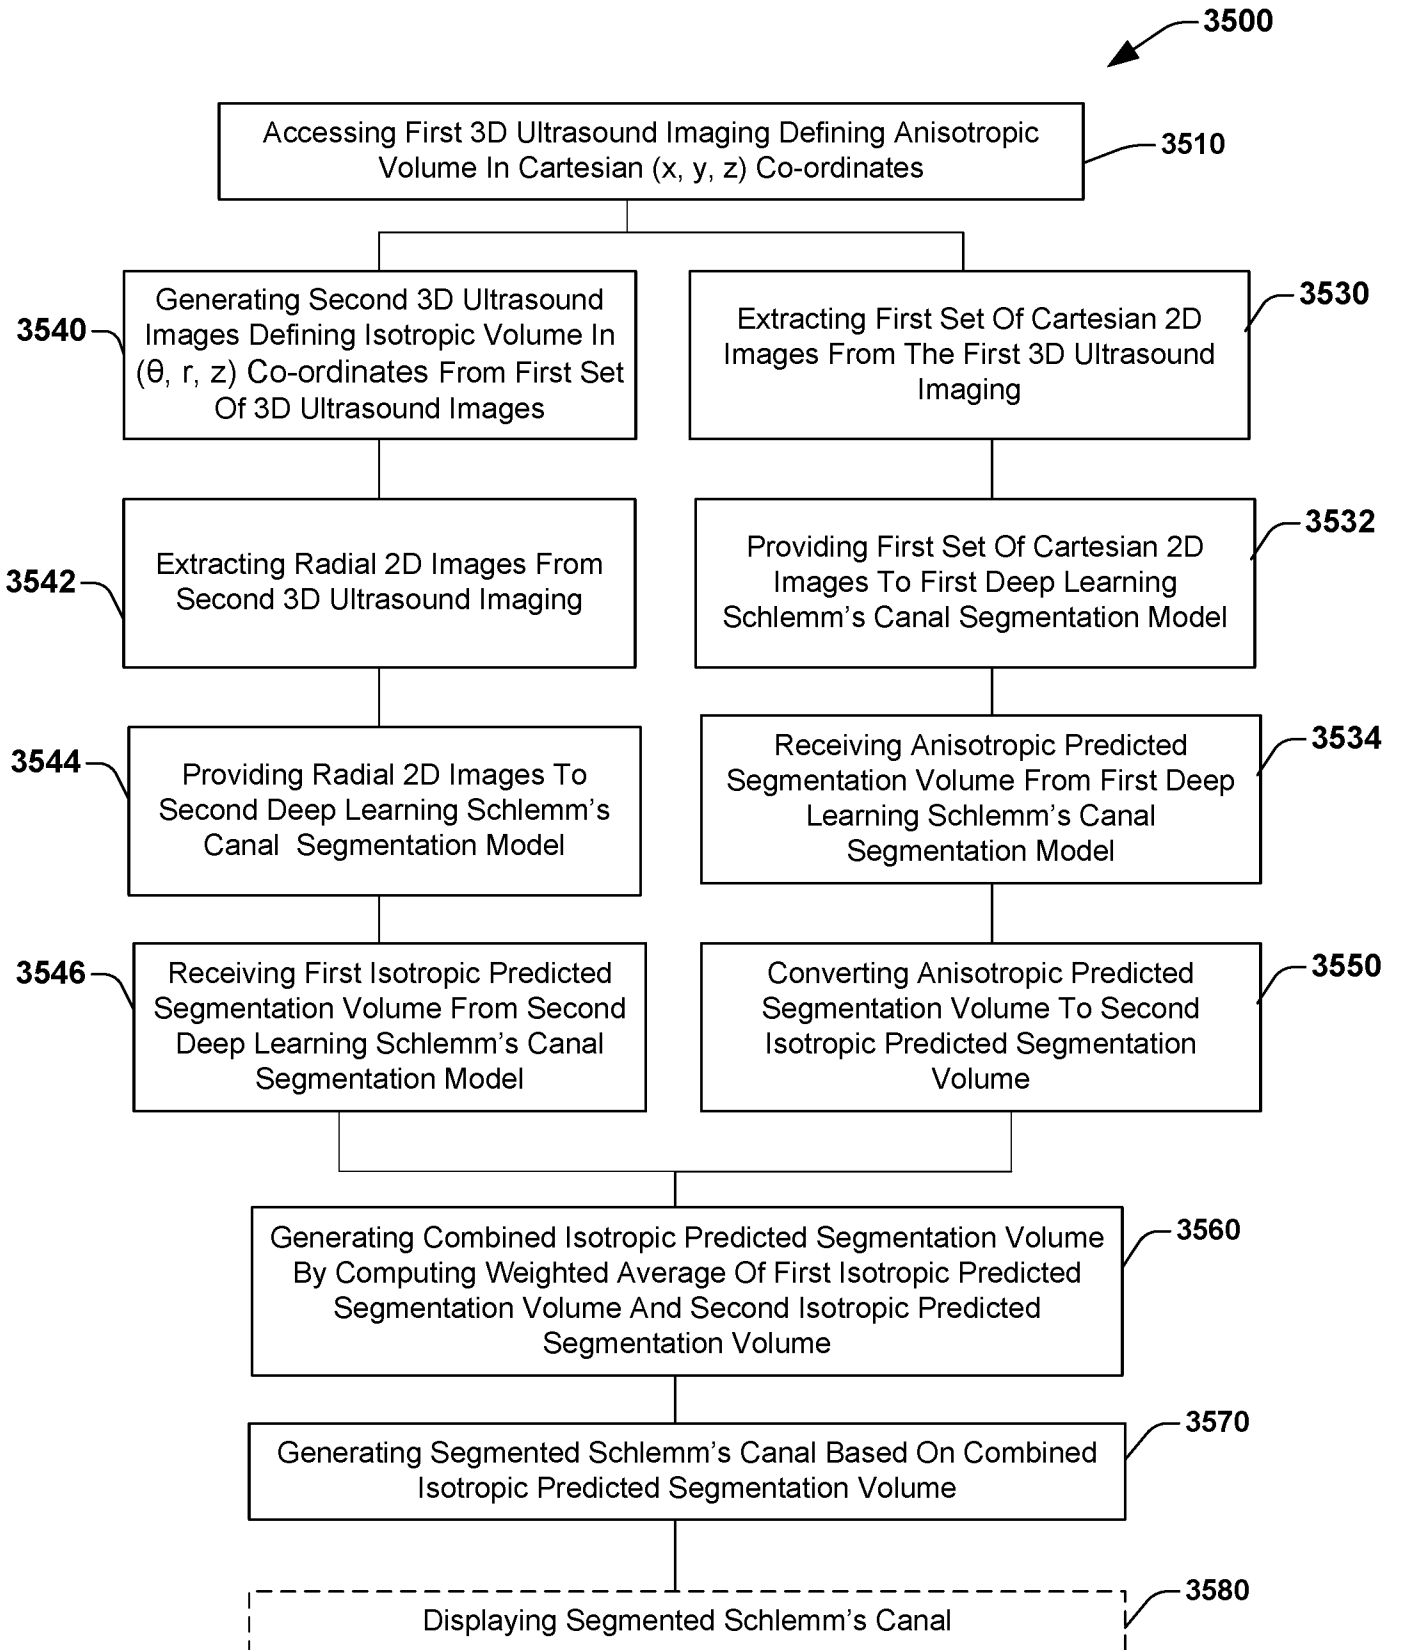 3500
Accessing First 3D Ultrasound Imaging Defining Anisotropic
Volume In Cartesian (x, y, z) Co-ordinates
3510
3540
Generating Second 3D Ultrasound
Images Defining Isotropic Volume In
(θ, r, z) Co-ordinates From First Set
Of 3D Ultrasound Images
Extracting First Set Of Cartesian 2D
Images From The First 3D Ultrasound
Imaging
3530
3542
Extracting Radial 2D Images From
Second 3D Ultrasound Imaging
Providing First Set Of Cartesian 2D
Images To First Deep Learning
Schlemm's Canal Segmentation Model
3532
3544
Providing Radial 2D Images To
Second Deep Learning Schlemm's
Canal  Segmentation Model
Receiving Anisotropic Predicted
Segmentation Volume From First Deep
Learning Schlemm's Canal
Segmentation Model
3534
3546
Receiving First Isotropic Predicted
Segmentation Volume From Second
Deep Learning Schlemm's Canal
Segmentation Model
Converting Anisotropic Predicted
Segmentation Volume To Second
Isotropic Predicted Segmentation
Volume
3550
Generating Combined Isotropic Predicted Segmentation Volume
By Computing Weighted Average Of First Isotropic Predicted
Segmentation Volume And Second Isotropic Predicted
Segmentation Volume
3560
Generating Segmented Schlemm's Canal Based On Combined
Isotropic Predicted Segmentation Volume
3570
Displaying Segmented Schlemm's Canal
3580